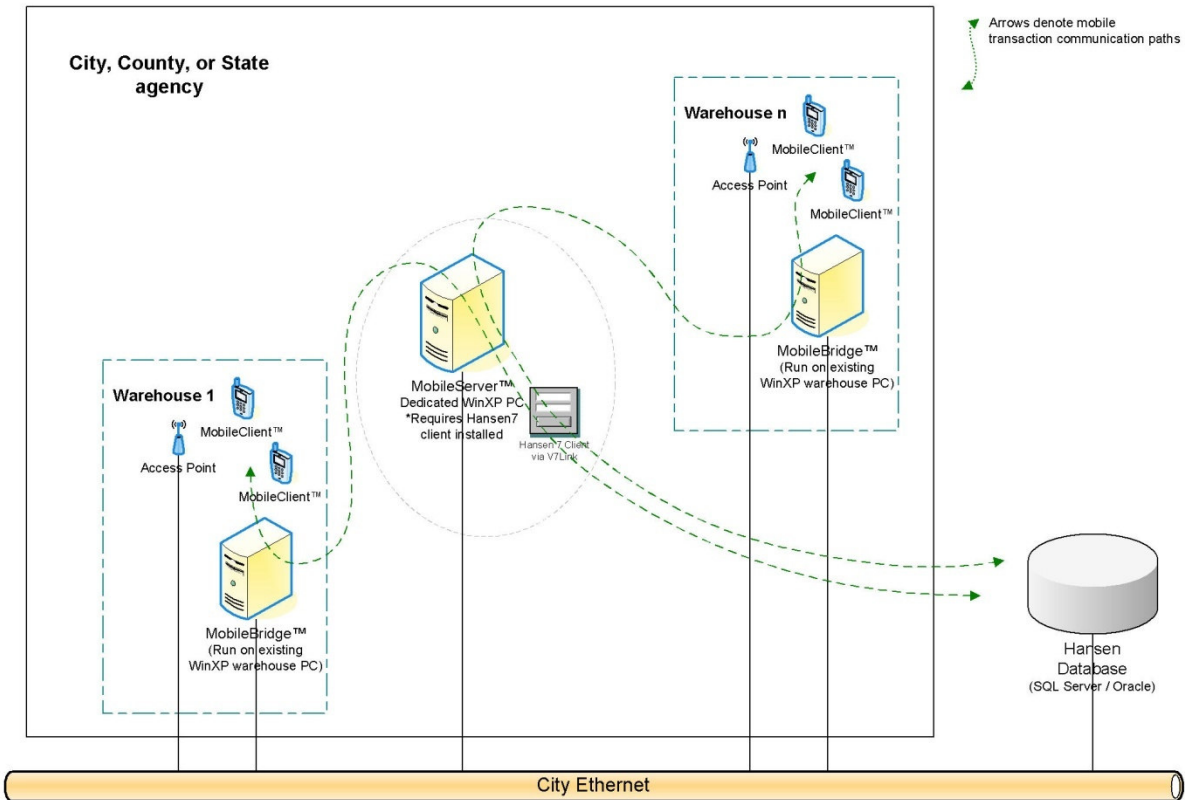 Arrows denote mobile
transaction communication paths
City, County, or State
agency
Warehouse n
MobileClient™
Access Point
MobileClient™
MobileBridge™
(Run on existing
WinXP warehouse PC)
MobileServer™
Dedicated WinXP PC
*Requires Hansen7
client installed
Hansen 7 Client
via V7Link
Warehouse 1
MobileClient™
Access Point
MobileClient™
MobileBridge™
(Run on existing
WinXP warehouse PC)
Hansen
Database
(SQL Server / Oracle)
City Ethernet